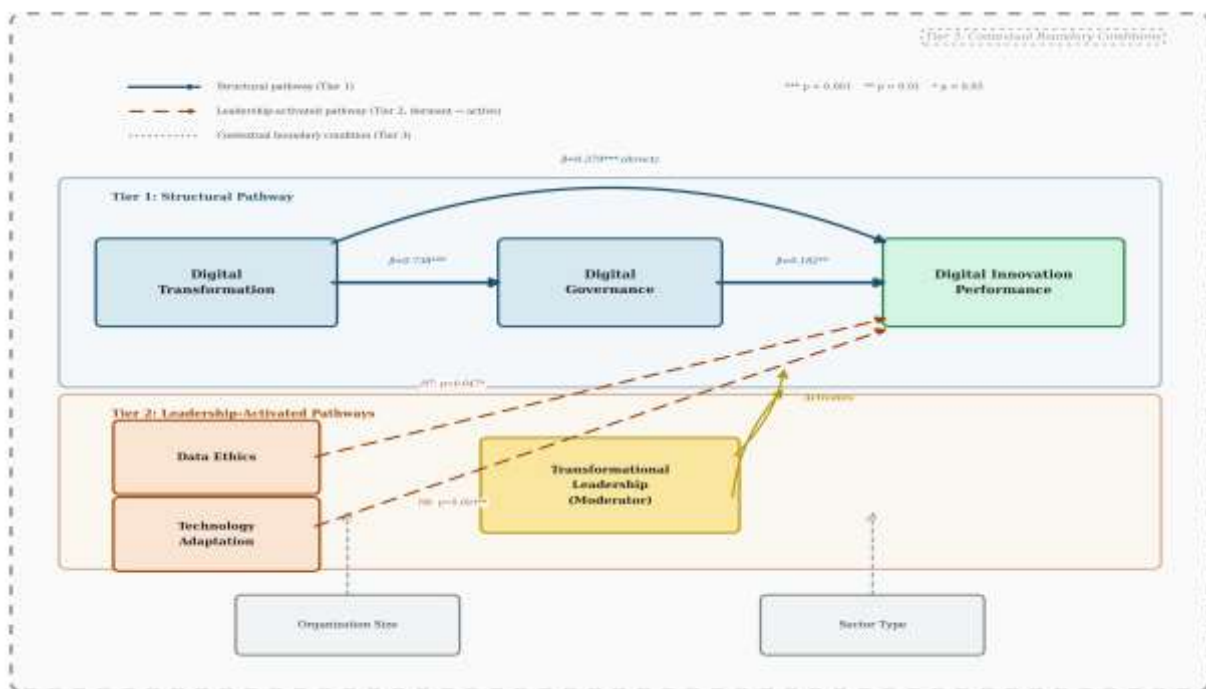 Tier 3: Contextual Boundary Conditions
Structural pathway (Tier 1)
*** p = 0.001 ** p = 0.01 * p = 0.05
Leadership-activated pathway (Tier 2, dormant → active)
Contextual boundary condition (Tier 3)
(direct)
Tier 1: Structural Pathway
Digital
Transformation
Digital
Governance
Digital Innovation
Performance
Tier 2: Leadership-Activated Pathways
Activates
Data Ethics
Transformational
Leadership
(Moderator)
Technology
Adaptation
Organization Size
Sector Type